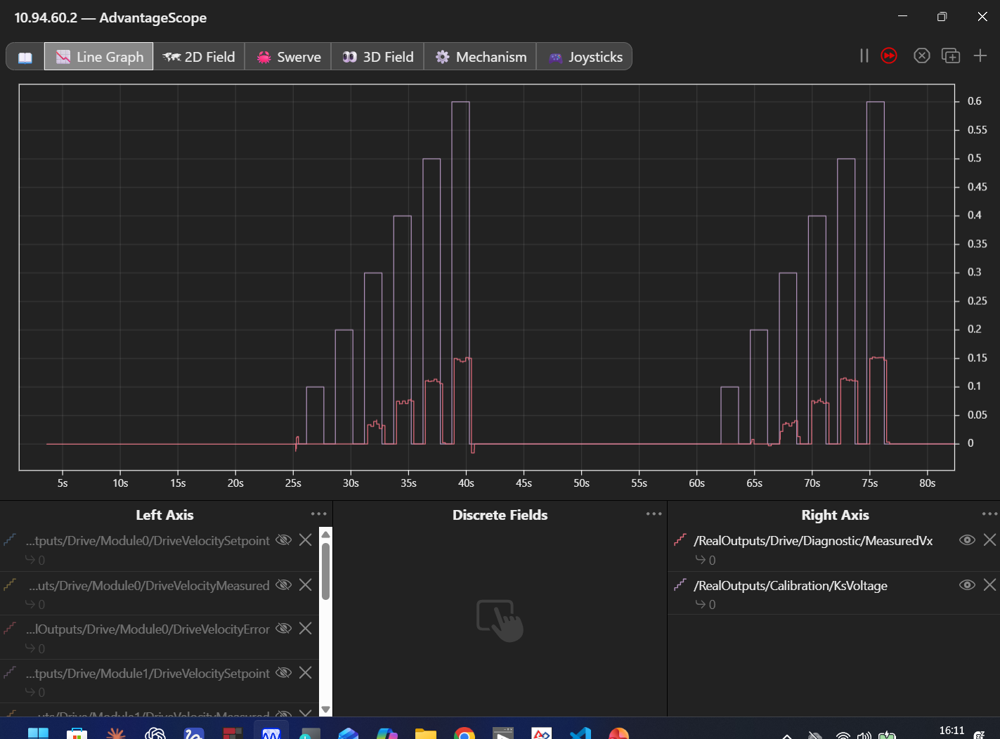 10.94.60.2 — AdvantageScope
Line Graph
2D Field
Swerve
3D Field
Mechanism
Joysticks
0.6
0.55
0.5
0.45
0.4
0.35
0.3
0.25
0.2
0.15
0.1
0.05
0
5s 10s 15s 20s 25s 30s 35s 40s 45s 50s 55s 60s 65s 70s 75s 80s
Left Axis
...tputs/Drive/Module0/DriveVelocitySetpoint
0
...uts/Drive/Module0/DriveVelocityMeasured
0
...lOutputs/Drive/Module0/DriveVelocityError
0
...tputs/Drive/Module1/DriveVelocitySetpoint
0
...uts/Drive/Module1/DriveVelocityMeasured
Discrete Fields
Right Axis
/RealOutputs/Drive/Diagnostic/MeasuredVx
0
/RealOutputs/Calibration/KsVoltage
0
16:11